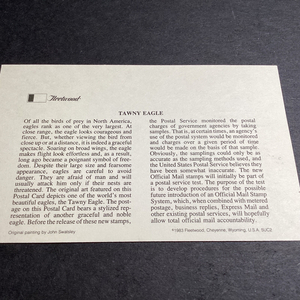 Fleetwood
TAWNY EAGLE
Of all the birds of prey in North America,
eagles rank as one of the very largest. At
close range, the eagle looks courageous and
fierce. But, whether viewing the bird from
close up or at a distance, it is indeed a graceful
spectacle. Soaring on broad wings, the eagle
makes flight look effortless and, as a result,
long ago became a poignant symbol of free-
dom. Despite their large size and fearsome
appearance, eagles are careful to avoid
danger. They are afraid of man and will
usually attack him only if their nests are
threatened. The original art featured on this
Postal Card depicts one of the world's most
beautiful eagles, the Tawny Eagle. The post-
age on this Postal Card bears a stylized rep-
resentation of another graceful and noble
eagle. Before the release of these new stamps,
the Postal Service monitored the postal
charges of government agencies by taking
samples. That is, at certain times, an agency's
use of the postal system would be monitored
and charges over a given period of time
would be made on the basis of that sample.
Obviously, the samplings could only be as
accurate as the sampling methods used, and
the United States Postal Service believes they
have been somewhat inaccurate. The new
Official Mail stamps will initially be part of
a postal service test. The purpose of the test
is to develop procedures for the possible
future introduction of an Official Mail Stamp
System, which, when combined with metered
postage, business replies, Express Mail and
other existing postal services, will hopefully
allow total official mail accountability.
Original painting by John Swatsley
©1983 Fleetwood, Cheyenne, Wyoming, U.S.A.